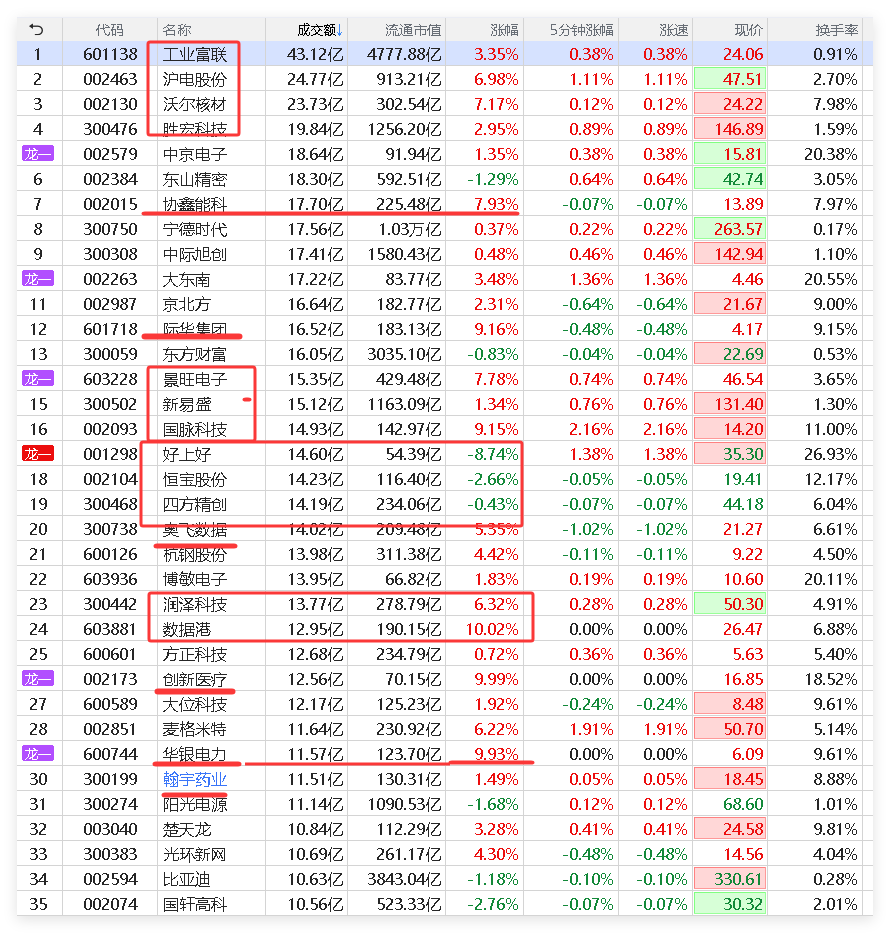 代码 名称 成交额↓ 流通市值 涨幅 5分钟涨幅 涨速 现价 换手率
1 601138 工业富联 43.12亿 4777.88亿 3.35% 0.38% 0.38% 24.06 0.91%
2 002463 沪电股份 24.77亿 913.21亿 6.98% 1.11% 1.11% 47.51 2.70%
3 002130 沃尔核材 23.73亿 302.54亿 7.17% 0.12% 0.12% 24.22 7.98%
4 300476 胜宏科技 19.84亿 1256.20亿 2.95% 0.89% 0.89% 146.89 1.59%
龙一 002579 中京电子 18.64亿 91.94亿 1.35% 0.38% 0.38% 15.81 20.38%
6 002384 东山精密 18.30亿 592.51亿 -1.29% 0.64% 0.64% 42.74 3.05%
7 002015 协鑫能科 17.70亿 225.48亿 7.93% -0.07% -0.07% 13.89 7.97%
8 300750 宁德时代 17.56亿 1.03万亿 0.37% 0.22% 0.22% 263.57 0.17%
9 300308 中际旭创 17.41亿 1580.43亿 0.48% 0.46% 0.46% 142.94 1.10%
龙一 002263 大东南 17.22亿 83.77亿 3.48% 1.36% 1.36% 4.46 20.55%
11 002987 京北方 16.64亿 182.77亿 2.31% -0.64% -0.64% 21.67 9.00%
12 601718 际华集团 16.52亿 183.13亿 9.16% -0.48% -0.48% 4.17 9.15%
13 300059 东方财富 16.05亿 3035.10亿 -0.83% -0.04% -0.04% 22.69 0.53%
龙一 603228 景旺电子 15.35亿 429.48亿 7.78% 0.74% 0.74% 46.54 3.65%
15 300502 新易盛 15.12亿 1163.09亿 1.34% 0.76% 0.76% 131.40 1.30%
16 002093 国脉科技 14.93亿 142.97亿 9.15% 2.16% 2.16% 14.20 11.00%
龙一 001298 好上好 14.60亿 54.39亿 -8.74% 1.38% 1.38% 35.30 26.93%
18 002104 恒宝股份 14.23亿 116.40亿 -2.66% -0.05% -0.05% 19.41 12.17%
19 300468 四方精创 14.19亿 234.06亿 -0.43% -0.07% -0.07% 44.18 6.04%
20 300738 奥飞数据 14.02亿 209.48亿 5.35% -1.02% -1.02% 21.27 6.61%
21 600126 杭钢股份 13.98亿 311.38亿 4.42% -0.11% -0.11% 9.22 4.50%
22 603936 博敏电子 13.95亿 66.82亿 1.83% 0.19% 0.19% 10.60 20.11%
23 300442 润泽科技 13.77亿 278.79亿 6.32% 0.28% 0.28% 50.30 4.91%
24 603881 数据港 12.95亿 190.15亿 10.02% 0.00% 0.00% 26.47 6.88%
25 600601 方正科技 12.68亿 234.79亿 0.72% 0.36% 0.36% 5.63 5.40%
龙一 002173 创新医疗 12.56亿 70.15亿 9.99% 0.00% 0.00% 16.85 18.52%
27 600589 大位科技 12.17亿 125.23亿 1.92% -0.24% -0.24% 8.48 9.61%
28 002851 麦格米特 11.64亿 230.92亿 6.22% 1.91% 1.91% 50.70 5.14%
龙一 600744 华银电力 11.57亿 123.70亿 9.93% 0.00% 0.00% 6.09 9.61%
30 300199 翰宇药业 11.51亿 130.31亿 1.49% 0.05% 0.05% 18.45 8.88%
31 300274 阳光电源 11.14亿 1090.53亿 -1.68% 0.12% 0.12% 68.60 1.01%
32 003040 楚天龙 10.84亿 112.29亿 3.28% 0.41% 0.41% 24.58 9.81%
33 300383 光环新网 10.69亿 261.17亿 4.30% -0.48% -0.48% 14.56 4.04%
34 002594 比亚迪 10.63亿 3843.04亿 -1.18% -0.10% -0.10% 330.61 0.28%
35 002074 国轩高科 10.56亿 523.33亿 -2.76% -0.07% -0.07% 30.32 2.01%